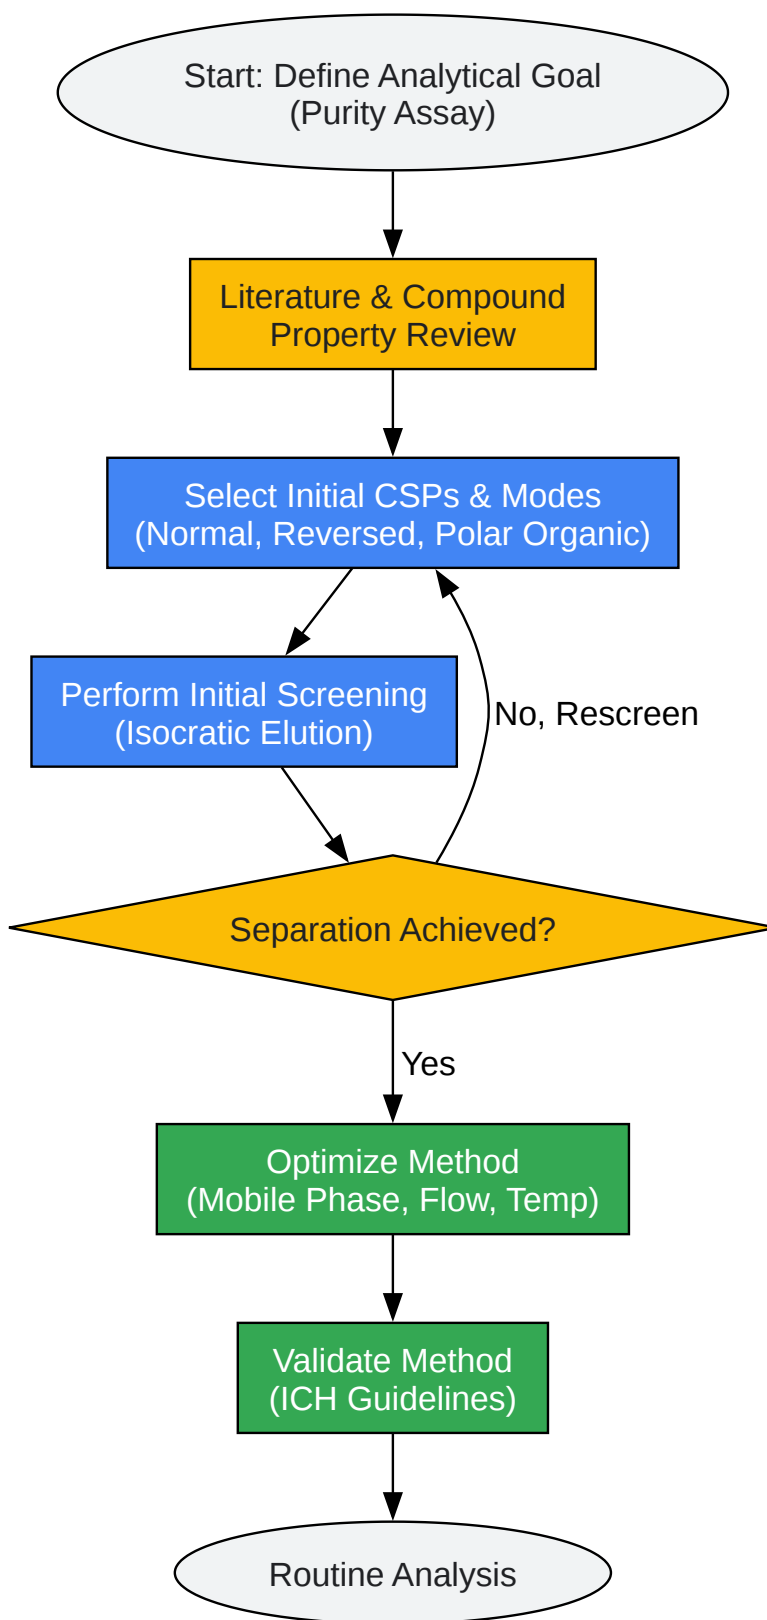 Start: Define Analytical Goal
(Purity Assay)
Literature & Compound
Property Review
Select Initial CSPs & Modes
(Normal, Reversed, Polar Organic)
Perform Initial Screening
(Isocratic Elution)
No, Rescreen
Separation Achieved?
Yes
Optimize Method
(Mobile Phase, Flow, Temp)
Validate Method
(ICH Guidelines)
Routine Analysis